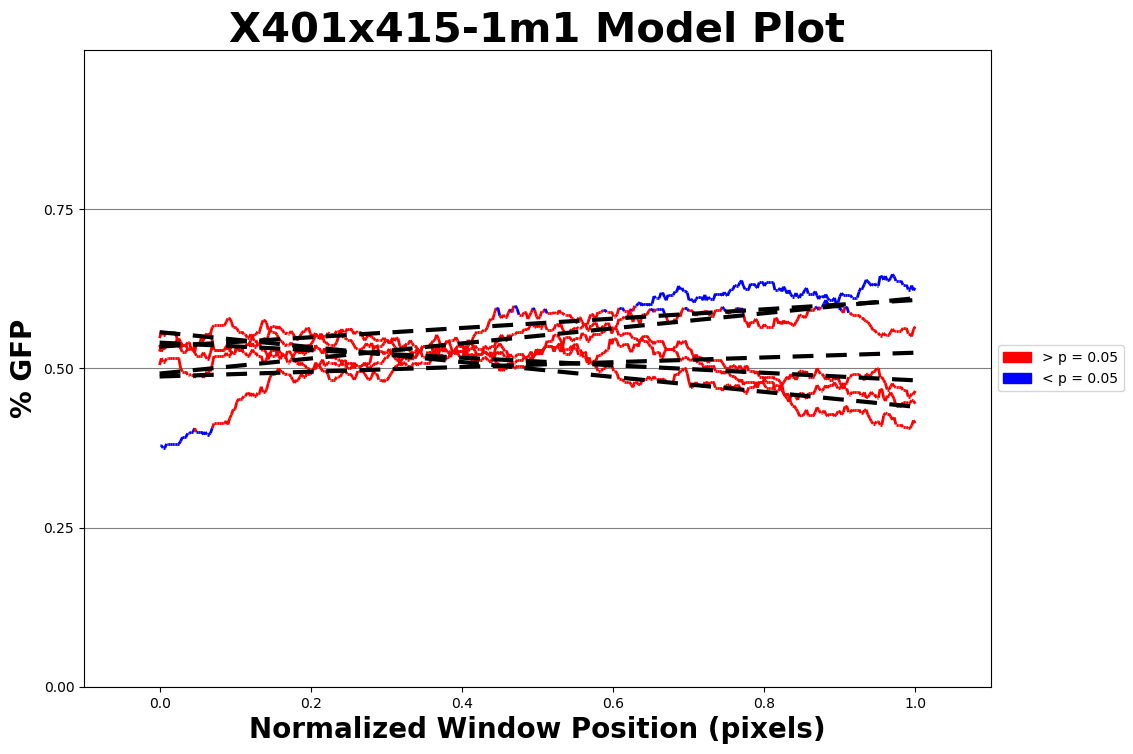 X401x415-1m1 Model Plot
% GFP
0.75
0.50
0.25
0.00
0.0 0.2 0.4 0.6 0.8 1.0
Normalized Window Position (pixels)
> p = 0.05
< p = 0.05